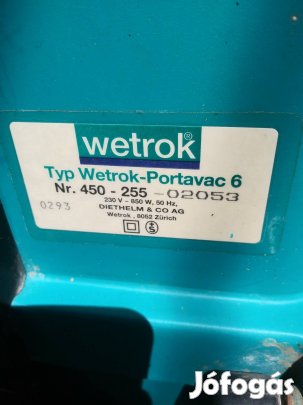 wetrok®
Typ Wetrok-Portavac 6
Nr. 450 - 255 -02053
230 V - 850 W, 50 Hz,
0293
DIETHELM & CO AG
Wetrok, 8052 Zürich
Jófogás